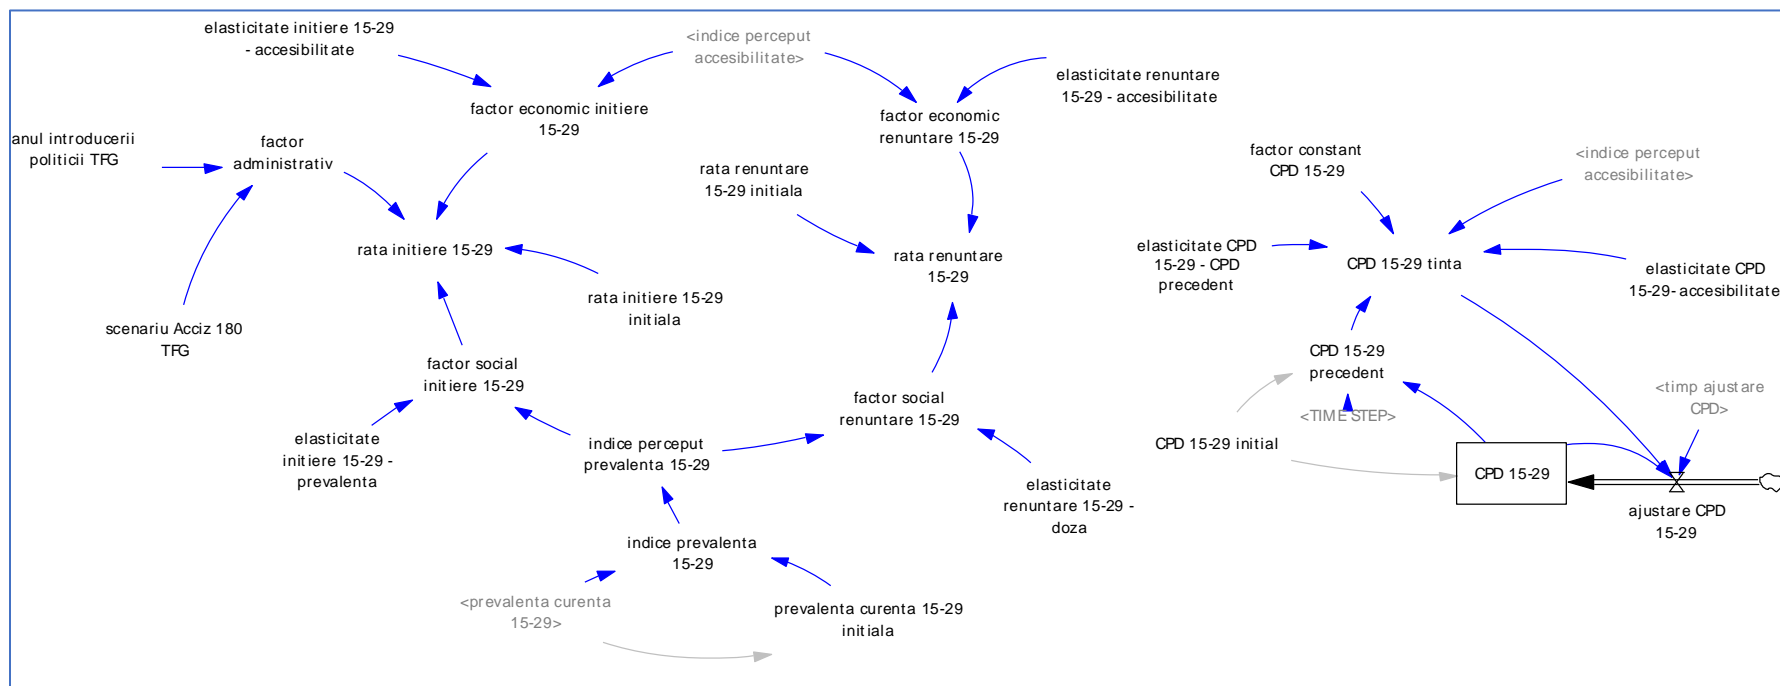 elasticitate initiere 15-29
- accesibilitate
<indice perceput
accesibilitate>
elasticitate renuntare
15-29 - accesibilitate
factor economic initiere
15-29
factor economic
renuntare 15-29
anul introducerii
politicii TFG
factor
administrativ
rata renuntare
15-29 initiala
factor constant
CPD 15-29
<indice perceput
accesibilitate>
rata initiere 15-29
rata renuntare
15-29
elasticitate CPD
15-29 - CPD
precedent
CPD 15-29 tinta
elasticitate CPD
15-29- accesibilitate
rata initiere 15-29
initiala
scenariu Acciz 180
TFG
factor social
initiere 15-29
CPD 15-29
precedent
<timp ajustare
CPD>
factor social
renuntare 15-29
<TIME STEP>
elasticitate
initiere 15-29 -
prevalenta
indice perceput
prevalenta 15-29
CPD 15-29 initial
CPD 15-29
elasticitate
renuntare 15-29 -
doza
ajustare CPD
15-29
indice prevalenta
15-29
<prevalenta curenta
15-29>
prevalenta curenta 15-29
initiala